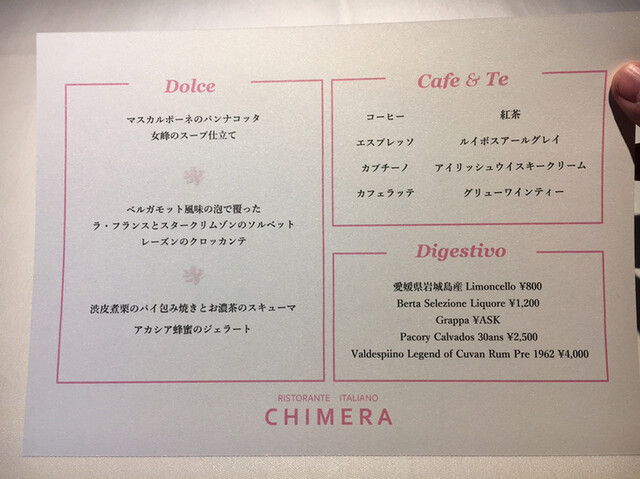 Dolce
マスカルポーネのパンナコッタ
女峰のスープ仕立て
ベルガモット風味の泡で覆った
ラ・フランスとスタークリムゾンのソルベット
レーズンのクロッカンテ
渋皮煮栗のパイ包み焼きとお濃茶のスキューマ
アカシア蜂蜜のジェラート
Cafe & Te
コーヒー 紅茶
エスプレッソ ルイボスアールグレイ
カプチーノ アイリッシュウイスキークリーム
カフェラッテ グリューワインティー
Digestivo
愛媛県岩城島産 Limoncello ¥800
Berta Selezione Liquore ¥1,200
Grappa ¥ASK
Pacory Calvados 30ans ¥2,500
Valdespiino Legend of Cuvan Rum Pre 1962 ¥4,000
RISTORANTE ITALIANO
CHIMERA